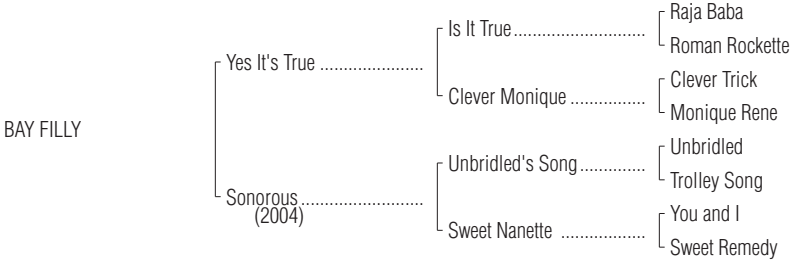 Raja Baba
Is It True............................
Roman Rockette
Yes It's True ......................
Clever Trick
Clever Monique ................
Monique Rene
BAY FILLY
Unbridled
Unbridled's Song..............
Trolley Song
Sonorous..........................
(2004)
You and I
Sweet Nanette ..................
Sweet Remedy